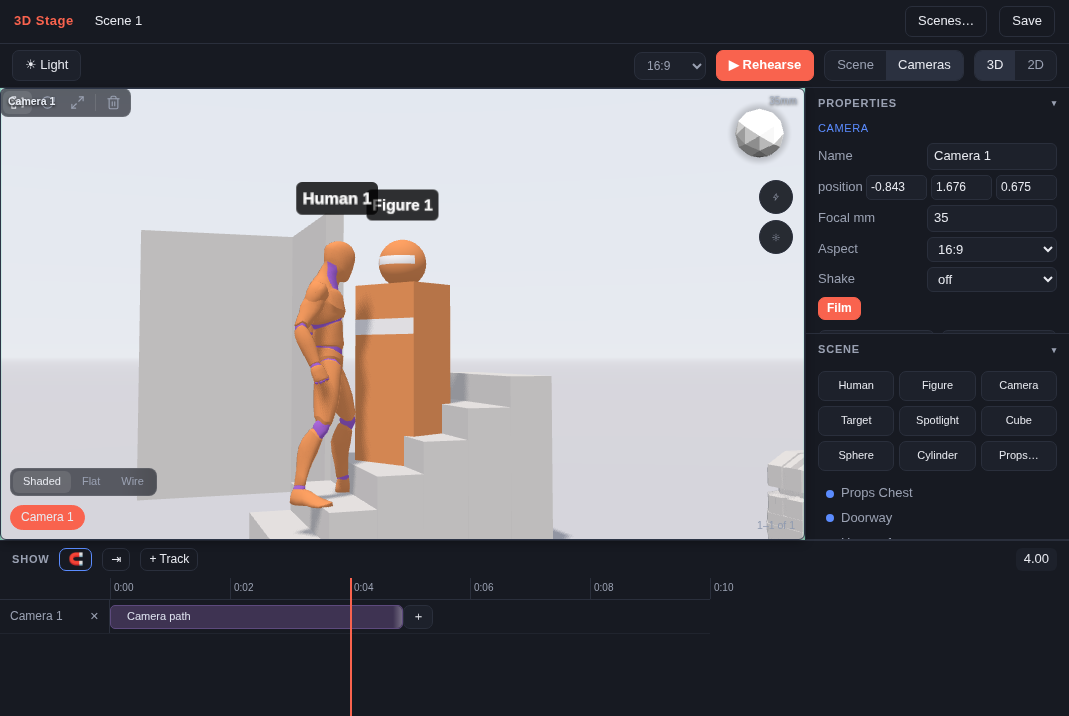 3D Stage
Scene 1
Scenes…
Save
☀ Light
16:9
▶ Rehearse
Scene
Cameras
3D
2D
Camera 1
35mm
Human 1
Figure 1
Shaded
Flat
Wire
Camera 1
1–1 of 1
PROPERTIES
CAMERA
Name
Camera 1
position
-0.843
1.676
0.675
Focal mm
35
Aspect
16:9
Shake
off
Film
SCENE
Human
Figure
Camera
Target
Spotlight
Cube
Sphere
Cylinder
Props…
Props Chest
Doorway
SHOW
+ Track
4.00
0:00
0:02
0:04
0:06
0:08
0:10
Camera 1
Camera path
+